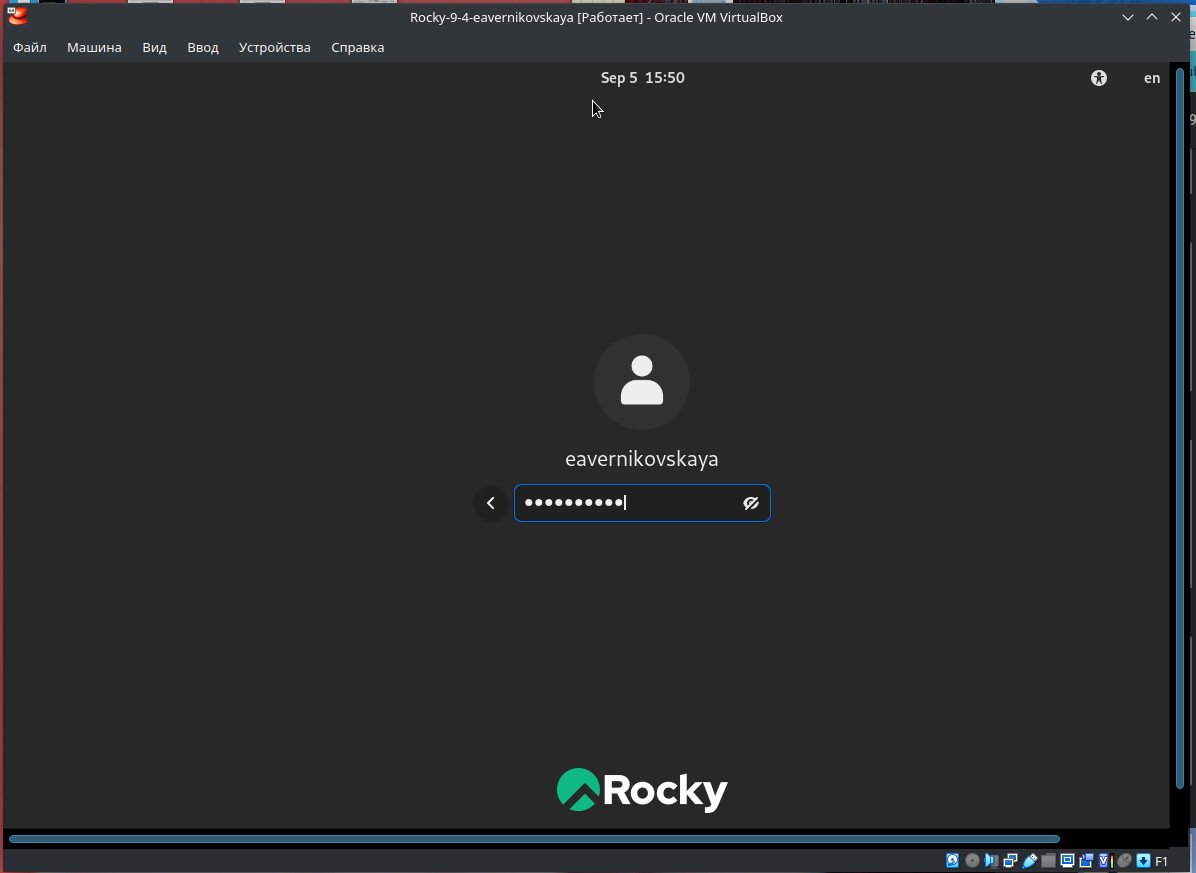 Rocky-9-4-eavernikovskaya [Работает] - Oracle VM VirtualBox
Файл Машина Вид Ввод Устройства Справка
Sep 5 15:50
en
eavernikovskaya
••••••••••
Rocky
F1